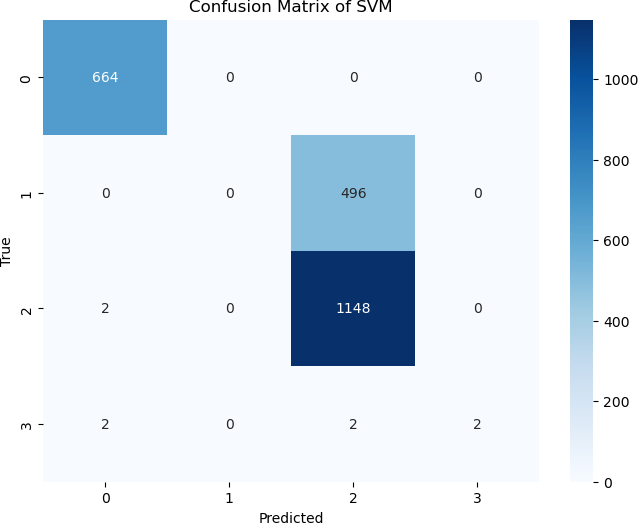 Confusion Matrix of SVM
0 664 0 0 0
1 0 0 496 0
2 2 0 1148 0
3 2 0 2 2
0 1 2 3
True
Predicted
1000
800
600
400
200
0